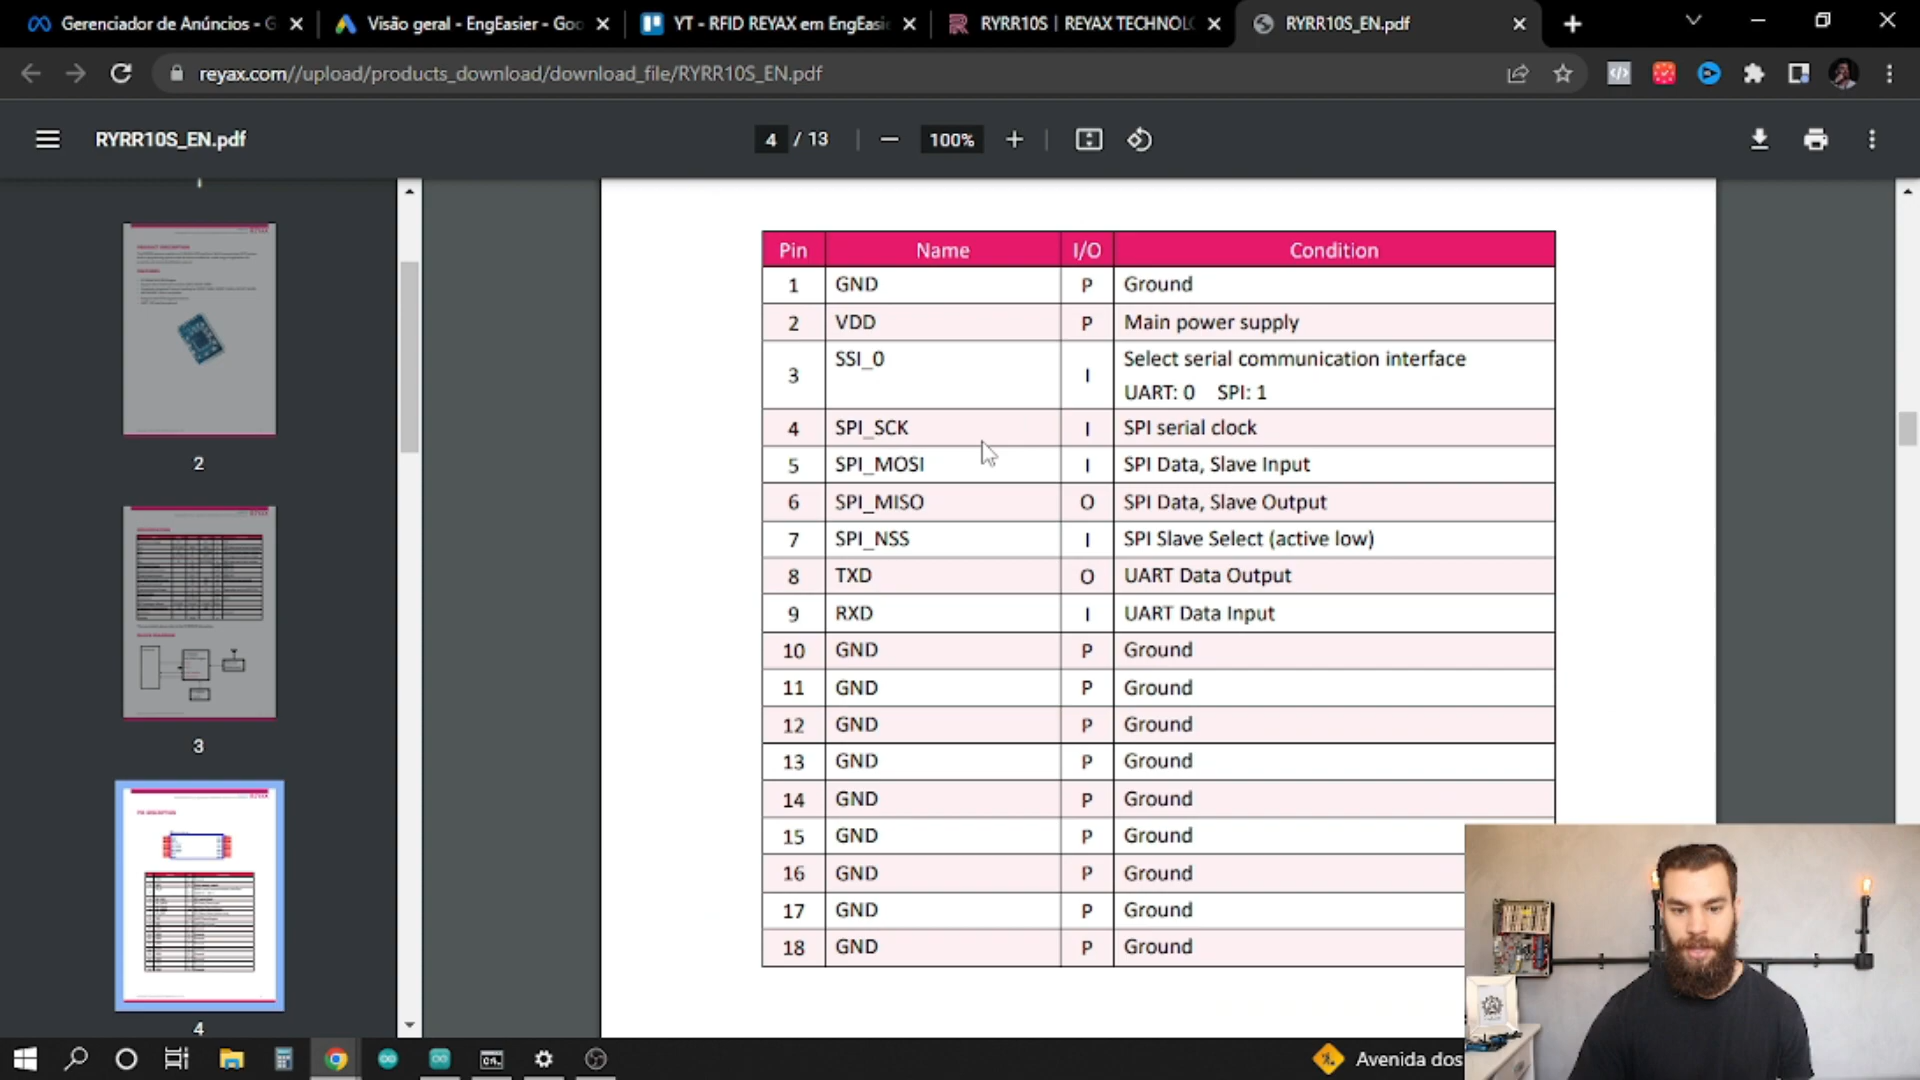 Gerenciador de Anúncios - G
Visão geral - EngEasier - Goo
YT - RFID REYAX em EngEasi
RYRR10S | REYAX TECHNOLO
RYRR10S_EN.pdf
reyax.com//upload/products_download/download_file/RYRR10S_EN.pdf
RYRR10S_EN.pdf
4 / 13
100%
Pin Name I/O Condition
1 GND P Ground
2 VDD P Main power supply
3 SSI_0 I Select serial communication interface
UART: 0 SPI: 1
4 SPI_SCK I SPI serial clock
5 SPI_MOSI I SPI Data, Slave Input
6 SPI_MISO O SPI Data, Slave Output
7 SPI_NSS I SPI Slave Select (active low)
8 TXD O UART Data Output
9 RXD I UART Data Input
10 GND P Ground
11 GND P Ground
12 GND P Ground
13 GND P Ground
14 GND P Ground
15 GND P Ground
16 GND P Ground
17 GND P Ground
18 GND P Ground
2
3
4
Avenida dos